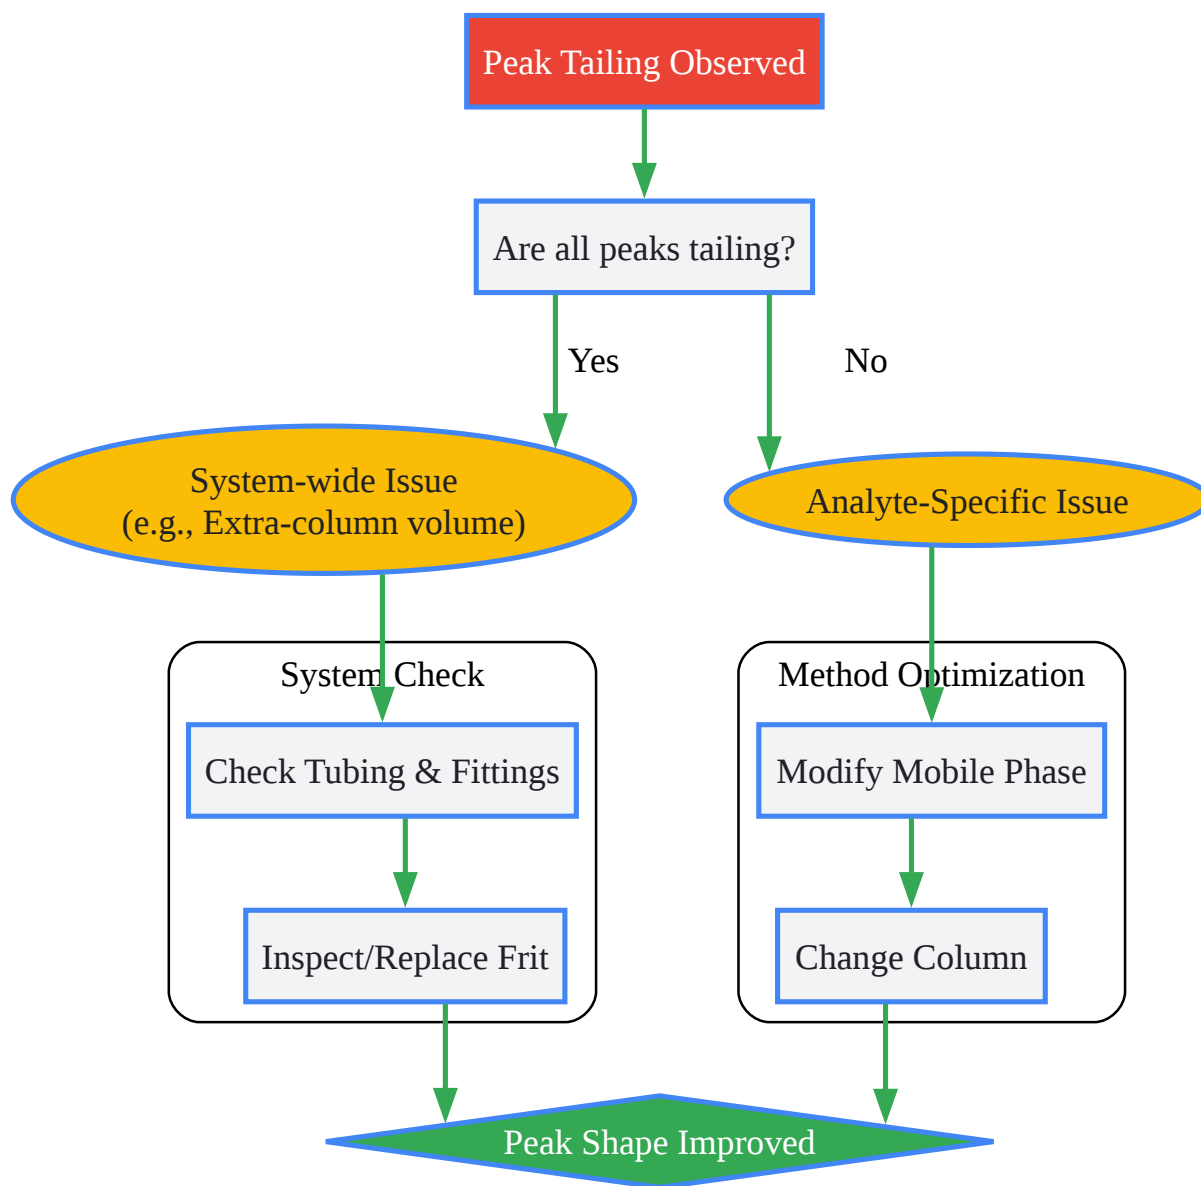 Peak Tailing Observed
Are all peaks tailing?
Yes
No
System-wide Issue
(e.g., Extra-column volume)
Analyte-Specific Issue
System Check
Method Optimization
Check Tubing & Fittings
Modify Mobile Phase
Inspect/Replace Frit
Change Column
Peak Shape Improved